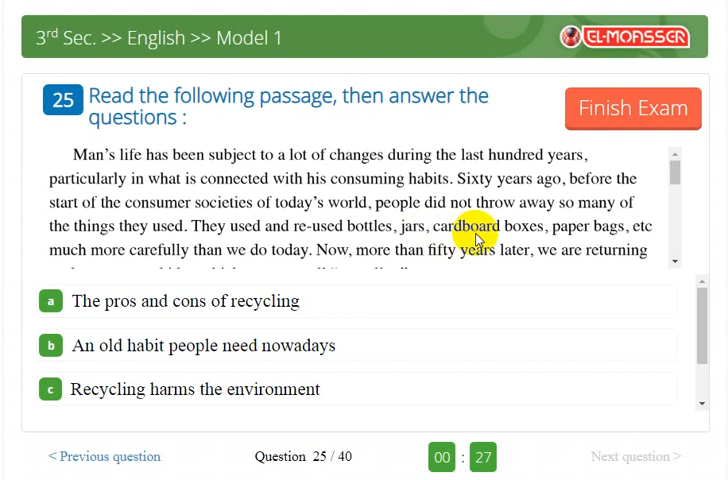 3rd Sec. >> English >> Model 1
EL-MOASSER
25
Read the following passage, then answer the
questions :
Finish Exam
Man's life has been subject to a lot of changes during the last hundred years,
particularly in what is connected with his consuming habits. Sixty years ago, before the
start of the consumer societies of today's world, people did not throw away so many of
the things they used. They used and re-used bottles, jars, cardboard boxes, paper bags, etc
much more carefully than we do today. Now, more than fifty years later, we are returning
a The pros and cons of recycling
b An old habit people need nowadays
c Recycling harms the environment
< Previous question
Question 25 / 40
00 : 27
Next question >